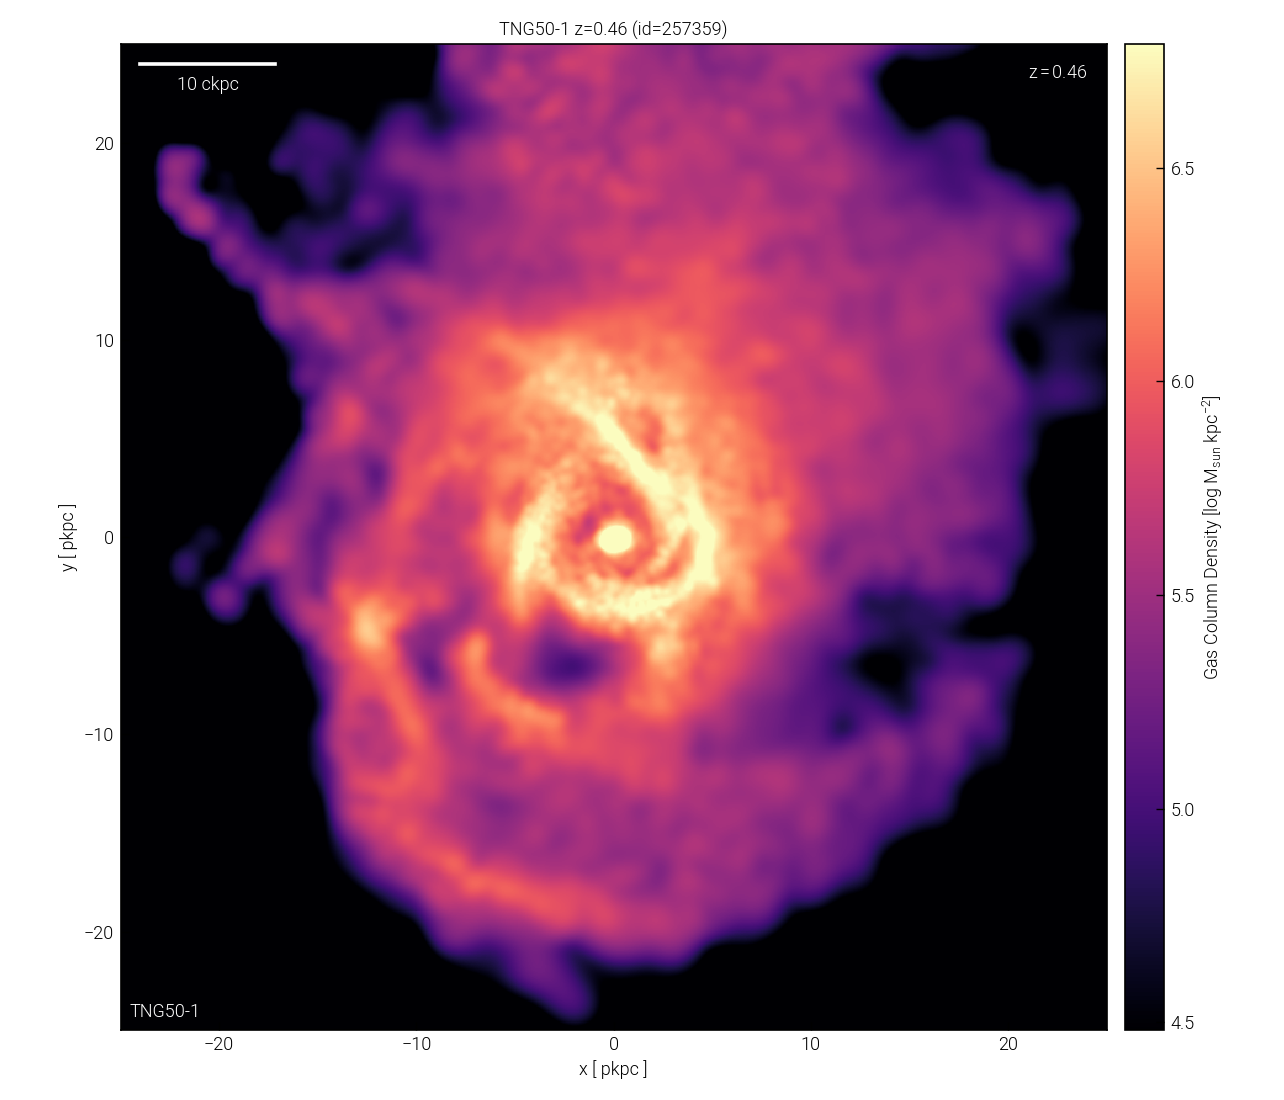 TNG50-1 z=0.46 (id=257359)
10 ckpc
z=0.46
TNG50-1
y [ pkpc ]
20
10
0
−10
−20
−20 −10 0 10 20
x [ pkpc ]
6.5
6.0
5.5
5.0
4.5
Gas Column Density [log M_sun kpc^−2]